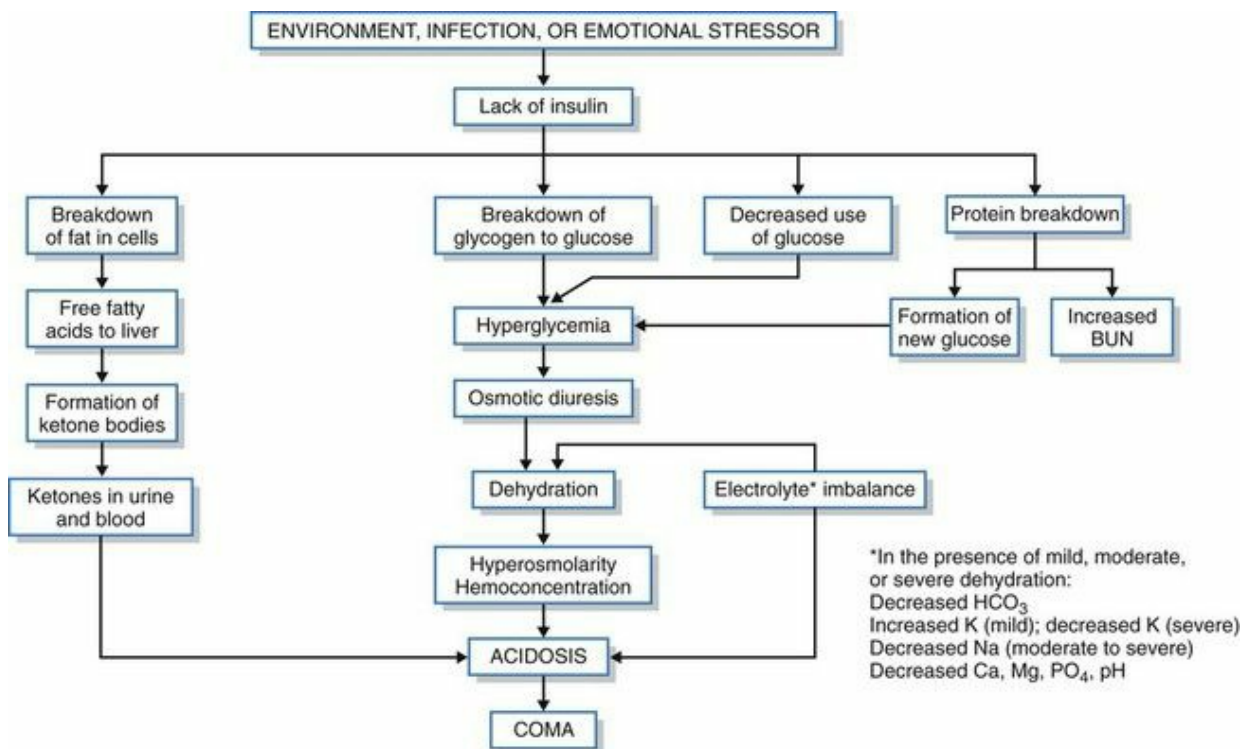 ENVIRONMENT, INFECTION, OR EMOTIONAL STRESSOR
Lack of insulin
Breakdown
of fat in cells
Breakdown of
glycogen to glucose
Decreased use
of glucose
Protein breakdown
Free fatty
acids to liver
Hyperglycemia
Formation of
new glucose
Increased
BUN
Formation of
ketone bodies
Osmotic diuresis
Ketones in urine
and blood
Dehydration
Electrolyte* imbalance
Hyperosmolarity
Hemoconcentration
*In the presence of mild, moderate,
or severe dehydration:
Decreased HCO₃
Increased K (mild); decreased K (severe)
Decreased Na (moderate to severe)
Decreased Ca, Mg, PO₄, pH
ACIDOSIS
COMA